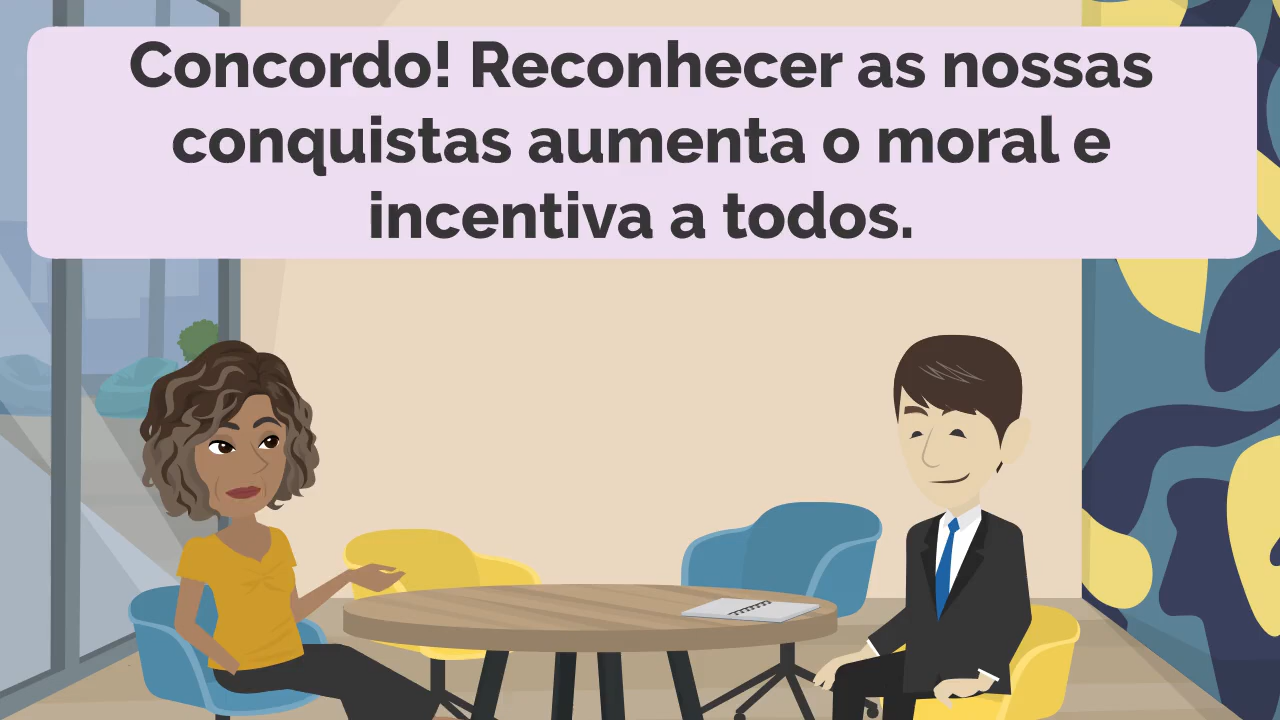 Concordo! Reconhecer as nossas
conquistas aumenta o moral e
incentiva a todos.